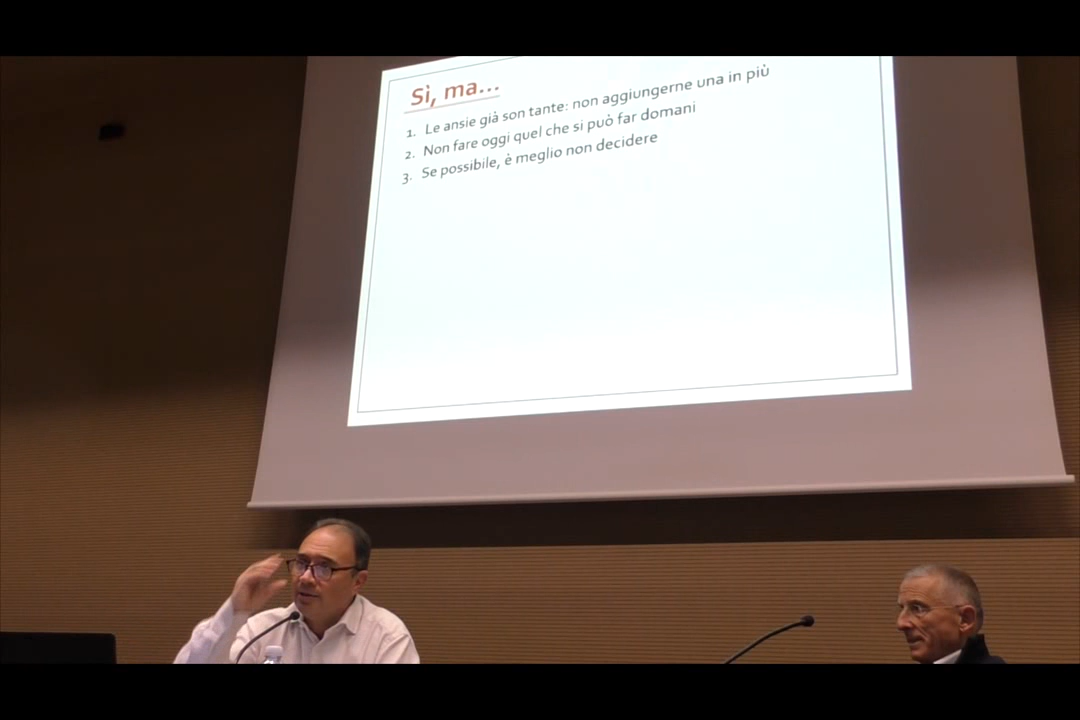 Sì, ma...
1. Le ansie già son tante: non aggiungerne una in più
2. Non fare oggi quel che si può far domani
3. Se possibile, è meglio non decidere